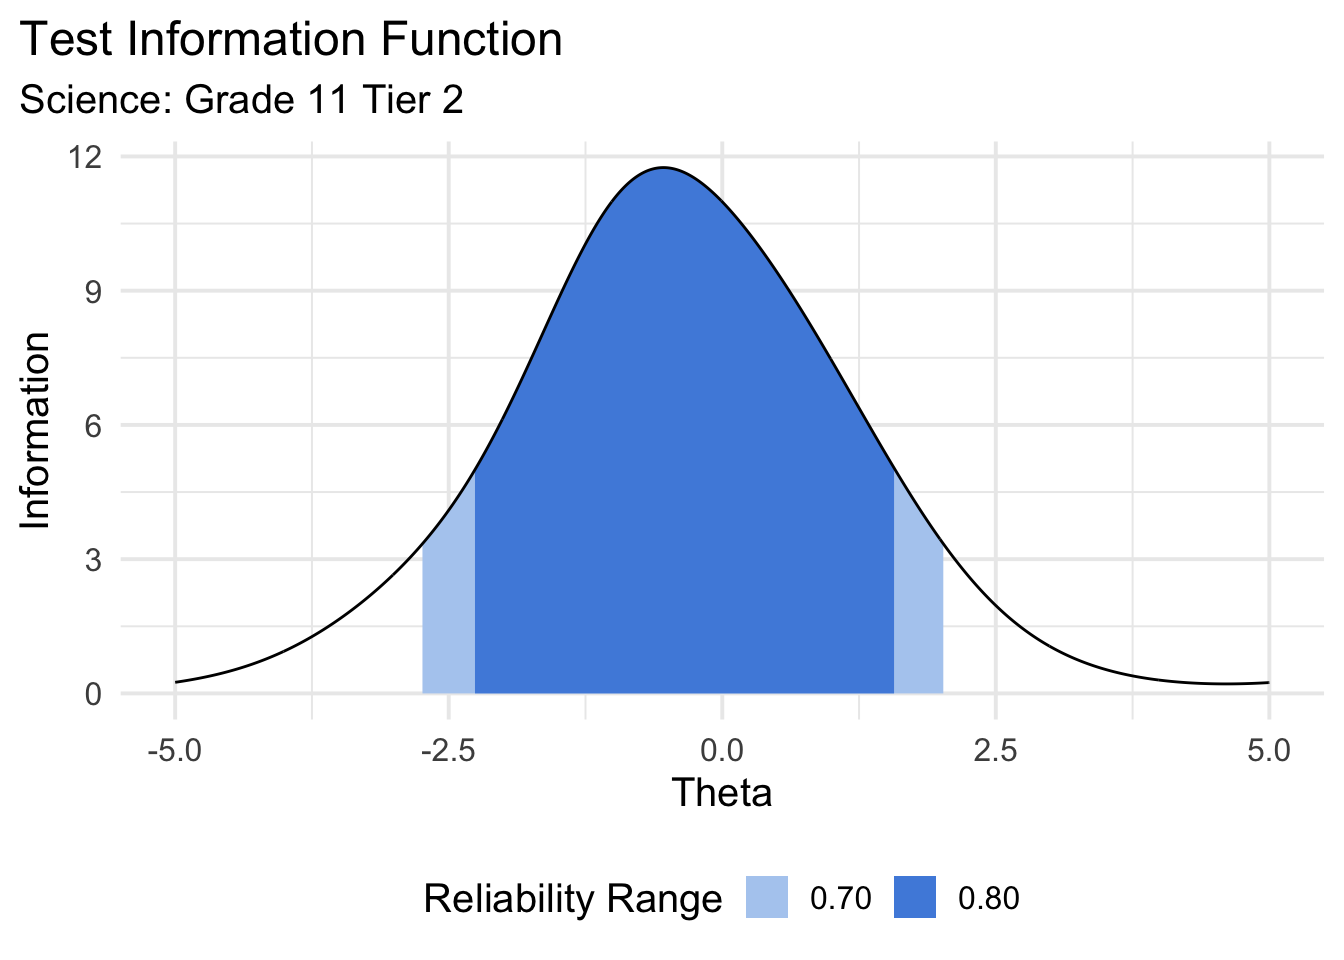 Test Information Function
Science: Grade 11 Tier 2
12
9
6
3
0
Information
-5.0 -2.5 0.0 2.5 5.0
Theta
Reliability Range 0.70 0.80